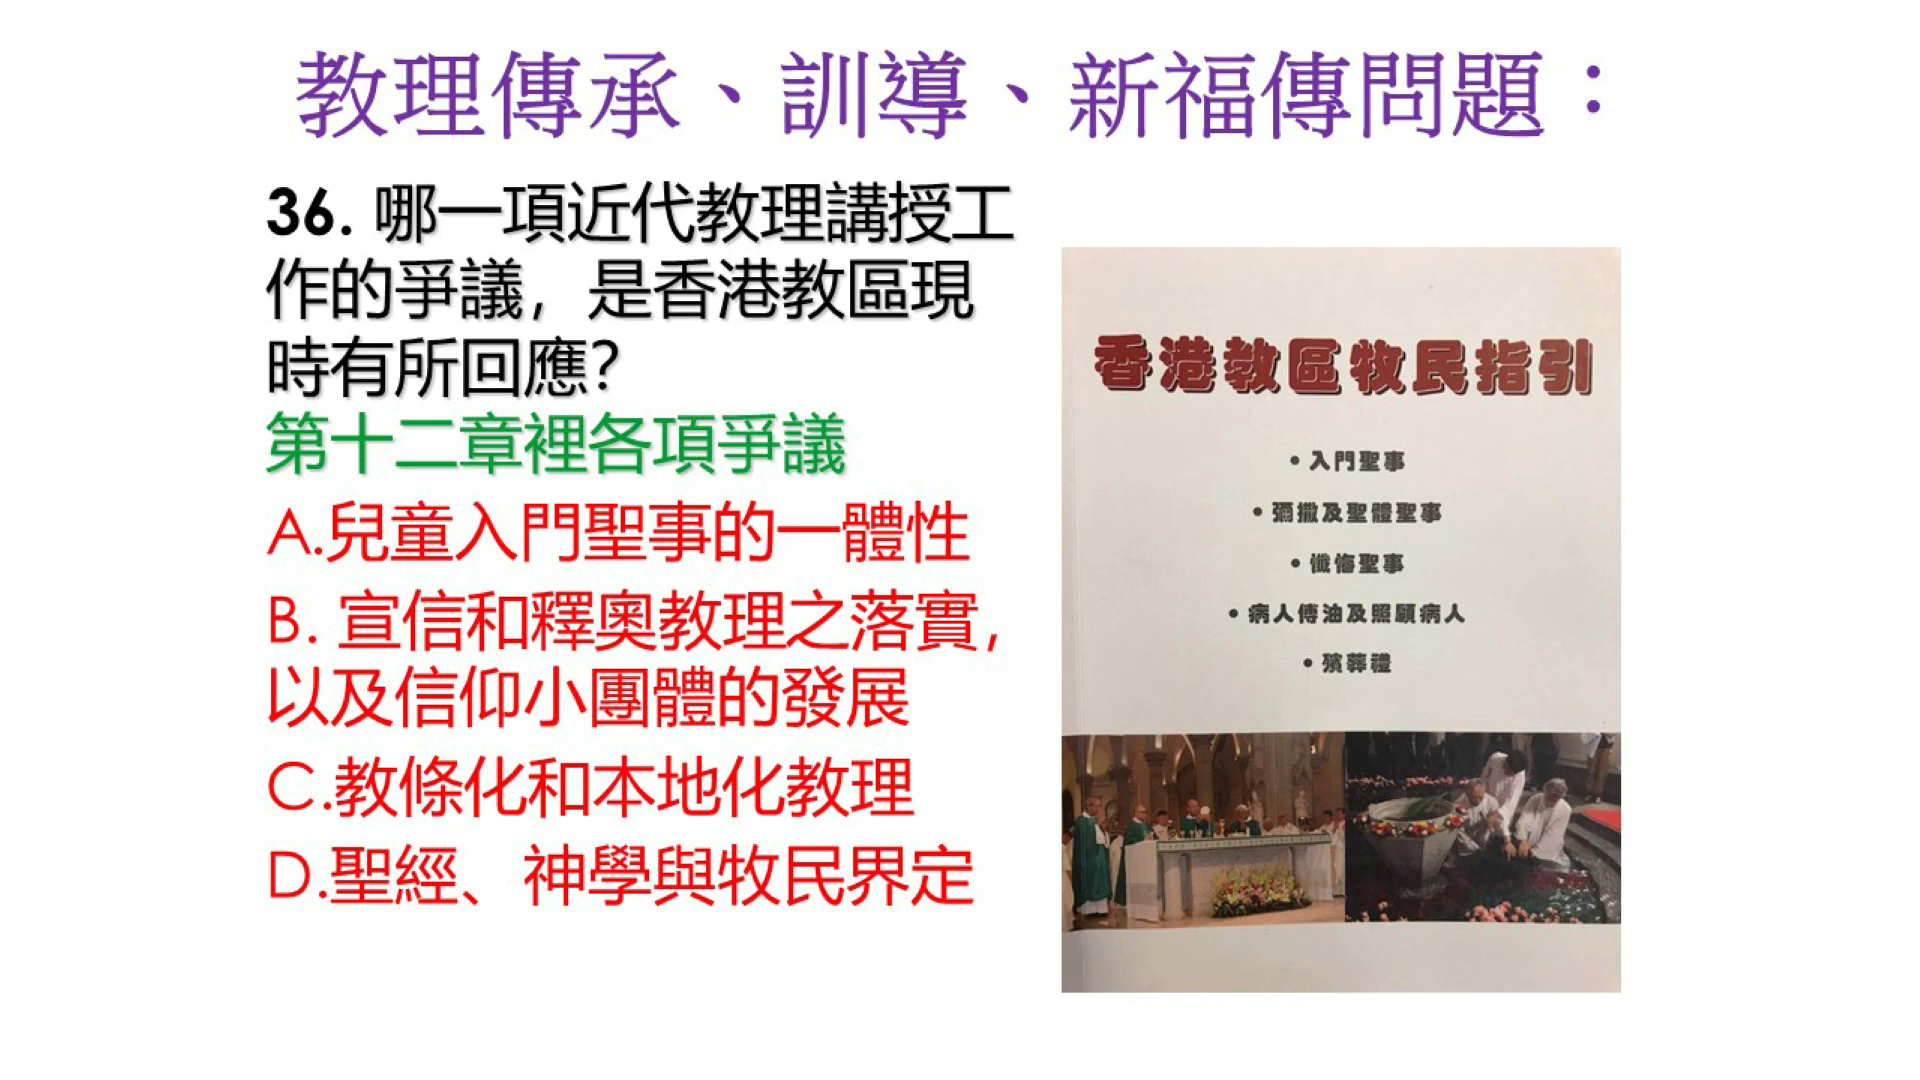 教理傳承、訓導、新福傳問題：
36. 哪一項近代教理講授工
作的爭議，是香港教區現
時有所回應？
第十二章裡各項爭議
A.兒童入門聖事的一體性
B. 宣信和釋奧教理之落實，
以及信仰小團體的發展
C.教條化和本地化教理
D.聖經、神學與牧民界定
香港教區牧民指引
• 入門聖事
• 彌撒及聖體聖事
• 懺悔聖事
• 病人傅油及照顧病人
• 殯葬禮